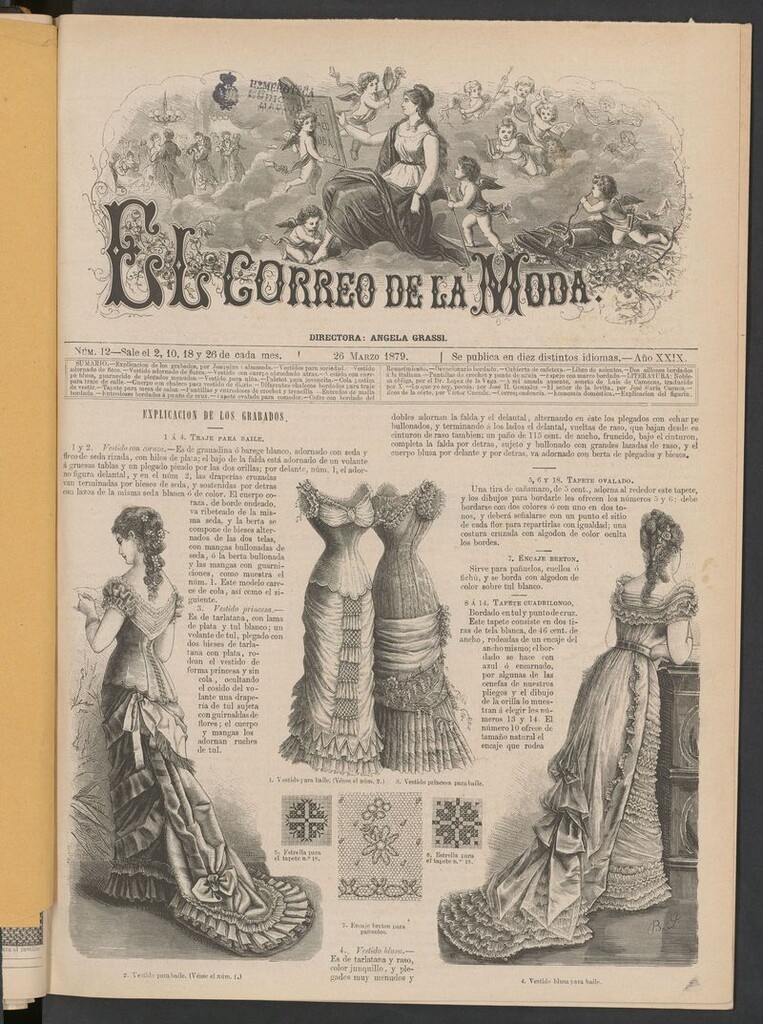 HEMEROTECA
EL CORREO DE LA MODA.
DIRECTORA: ANGELA GRASSI.
NÚM. 12—Sale el 2, 10, 18 y 26 de cada mes.
26 MARZO 1879.
Se publica en diez distintos idiomas.—Año XXIX.
SUMARIO.—Explicacion de los grabados, por Joaquina
EXPLICACION DE LOS GRABADOS.
1 Á 4. TRAJE PARA BAILE.
1 y 2. Vestido con coraza.—Es de granadina ó barege blanco, adornado con seda y
fleco de seda rizada, con hilos de plata; el bajo de la falda está adornado de un volante
á gruesas tablas y un plegado picado por las dos orillas; por delante, núm. 1, el ador-
no figura delantal, y en el núm. 2, las draperias cruzadas
van terminadas por bieses de seda, y sostenidas por detras
con lazos de la misma seda blanca ó de color. El cuerpo co-
raza, de borde ondeado,
va ribeteado de la mis-
ma seda, y la berta se
compone de bieses alter-
nados de las dos telas,
con mangas bullonadas
de seda, ó la berta bullonada
y las mangas con guarni-
ciones, como muestra el
núm. 1. Este modelo care-
ce de cola, así como el si-
guiente.
3. Vestido princesa.—
Es de tarlatana, con lama
de plata y tul blanco; un
volante de tul, plegado con
dos bieses de tarla-
tana con plata, ro-
dean el vestido de
forma princesa y sin
cola, ocultando
el cosido del vo-
lante una drape-
ría de tul sujeta
con guirnaldas de
flores; el cuerpo
y mangas los
adornan ruches
de tul.
1. Vestido para baile. (Véase el núm. 2.)
3. Vestido princesa para baile.
5. Estrella para
el tapete n.º 18.
6. Estrella para
el tapete n.º 18.
7. Encaje breton para
pañuelos.
4. Vestido blusa.—
Es de tarlatana y raso,
color junquillo, y ple-
gados muy menudos y
dobles adornan la falda y el delantal, alternando en éste los plegados con echarpe
bullonados, y terminando á los lados el delantal, vueltas de raso, que bajan desde es
cinturon de raso tambien; un paño de 115 cent. de ancho, fruncido, bajo el cinturon,
completa la falda por detras, sujeto y bullonado con grandes lazadas de raso, y el
cuerpo blusa por delante y por detras, va adornado con berta de plegados y bieses.
5, 6 Y 18. TAPETE OVALADO.
Una tira de cañamazo, de 5 cent., adorna al rededor este tapete,
y los dibujos para bordarle los ofrecen los números 5 y 6; debe
bordarse con dos colores ó con uno en dos to-
nos, y deberá señalarse con un punto el sitio
de cada flor para repartirlas con igualdad; una
costura cruzada con algodon de color oculta
los bordes.
7. ENCAJE BRETON.
Sirve para pañuelos, cuellos ó
fichú, y se borda con algodon de
color sobre tul blanco.
8 Á 14. TAPETE CUADRILONGO.
Bordado en tul y punto de cruz.
Este tapete consiste en dos ti-
ras de tela blanca, de 46 cent. de
ancho, rodeadas de un encaje del
ancho mismo; el bor-
dado se hace con
azul ó encarnado,
por algunas de las
cenefas de nuestros
pliegos y el dibujo
de la orilla lo mues-
tran á elegir los nú-
meros 13 y 14. El
número 10 ofrece de
tamaño natural el
encaje que rodea
2. Vestido para baile. (Véase el núm. 1.)
4. Vestido blusa para baile.